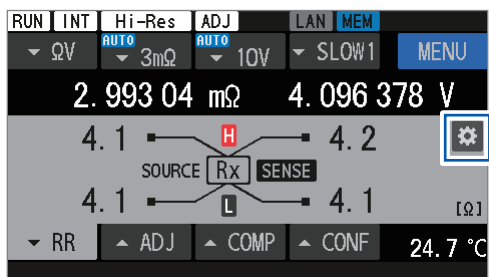 RUN INT Hi-Res ADJ LAN MEM
ΩV AUTO 3mΩ AUTO 10V SLOW1 MENU
2.993 04 mΩ 4.096 378 V
4.1 H 4.2
SOURCE Rx SENSE
4.1 L 4.1 [Ω]
RR ADJ COMP CONF 24.7 °C